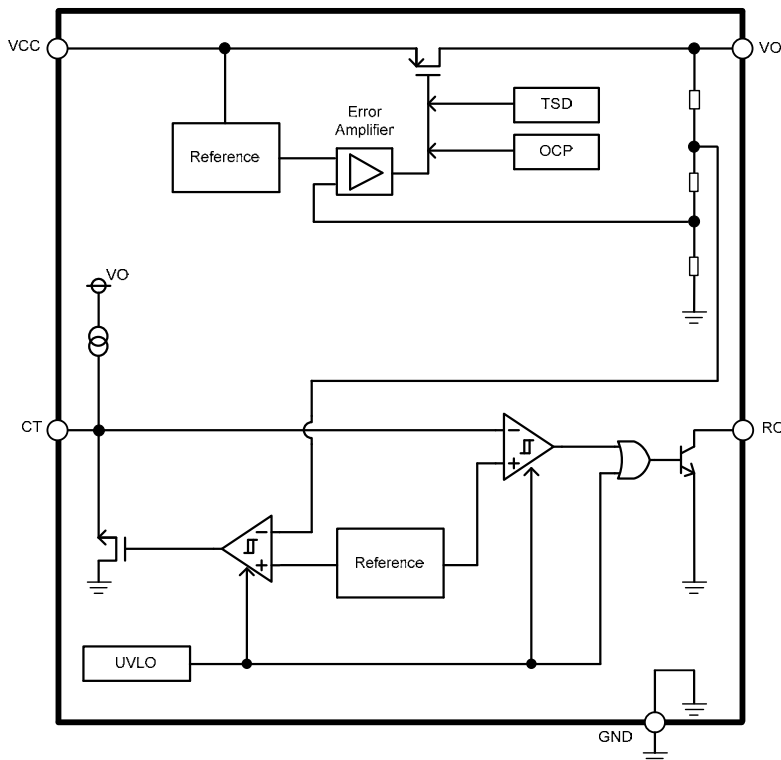 VCC
VO
Error
Amplifier
TSD
OCP
Reference
VO
CT
−
+
RO
−
+
Reference
UVLO
GND